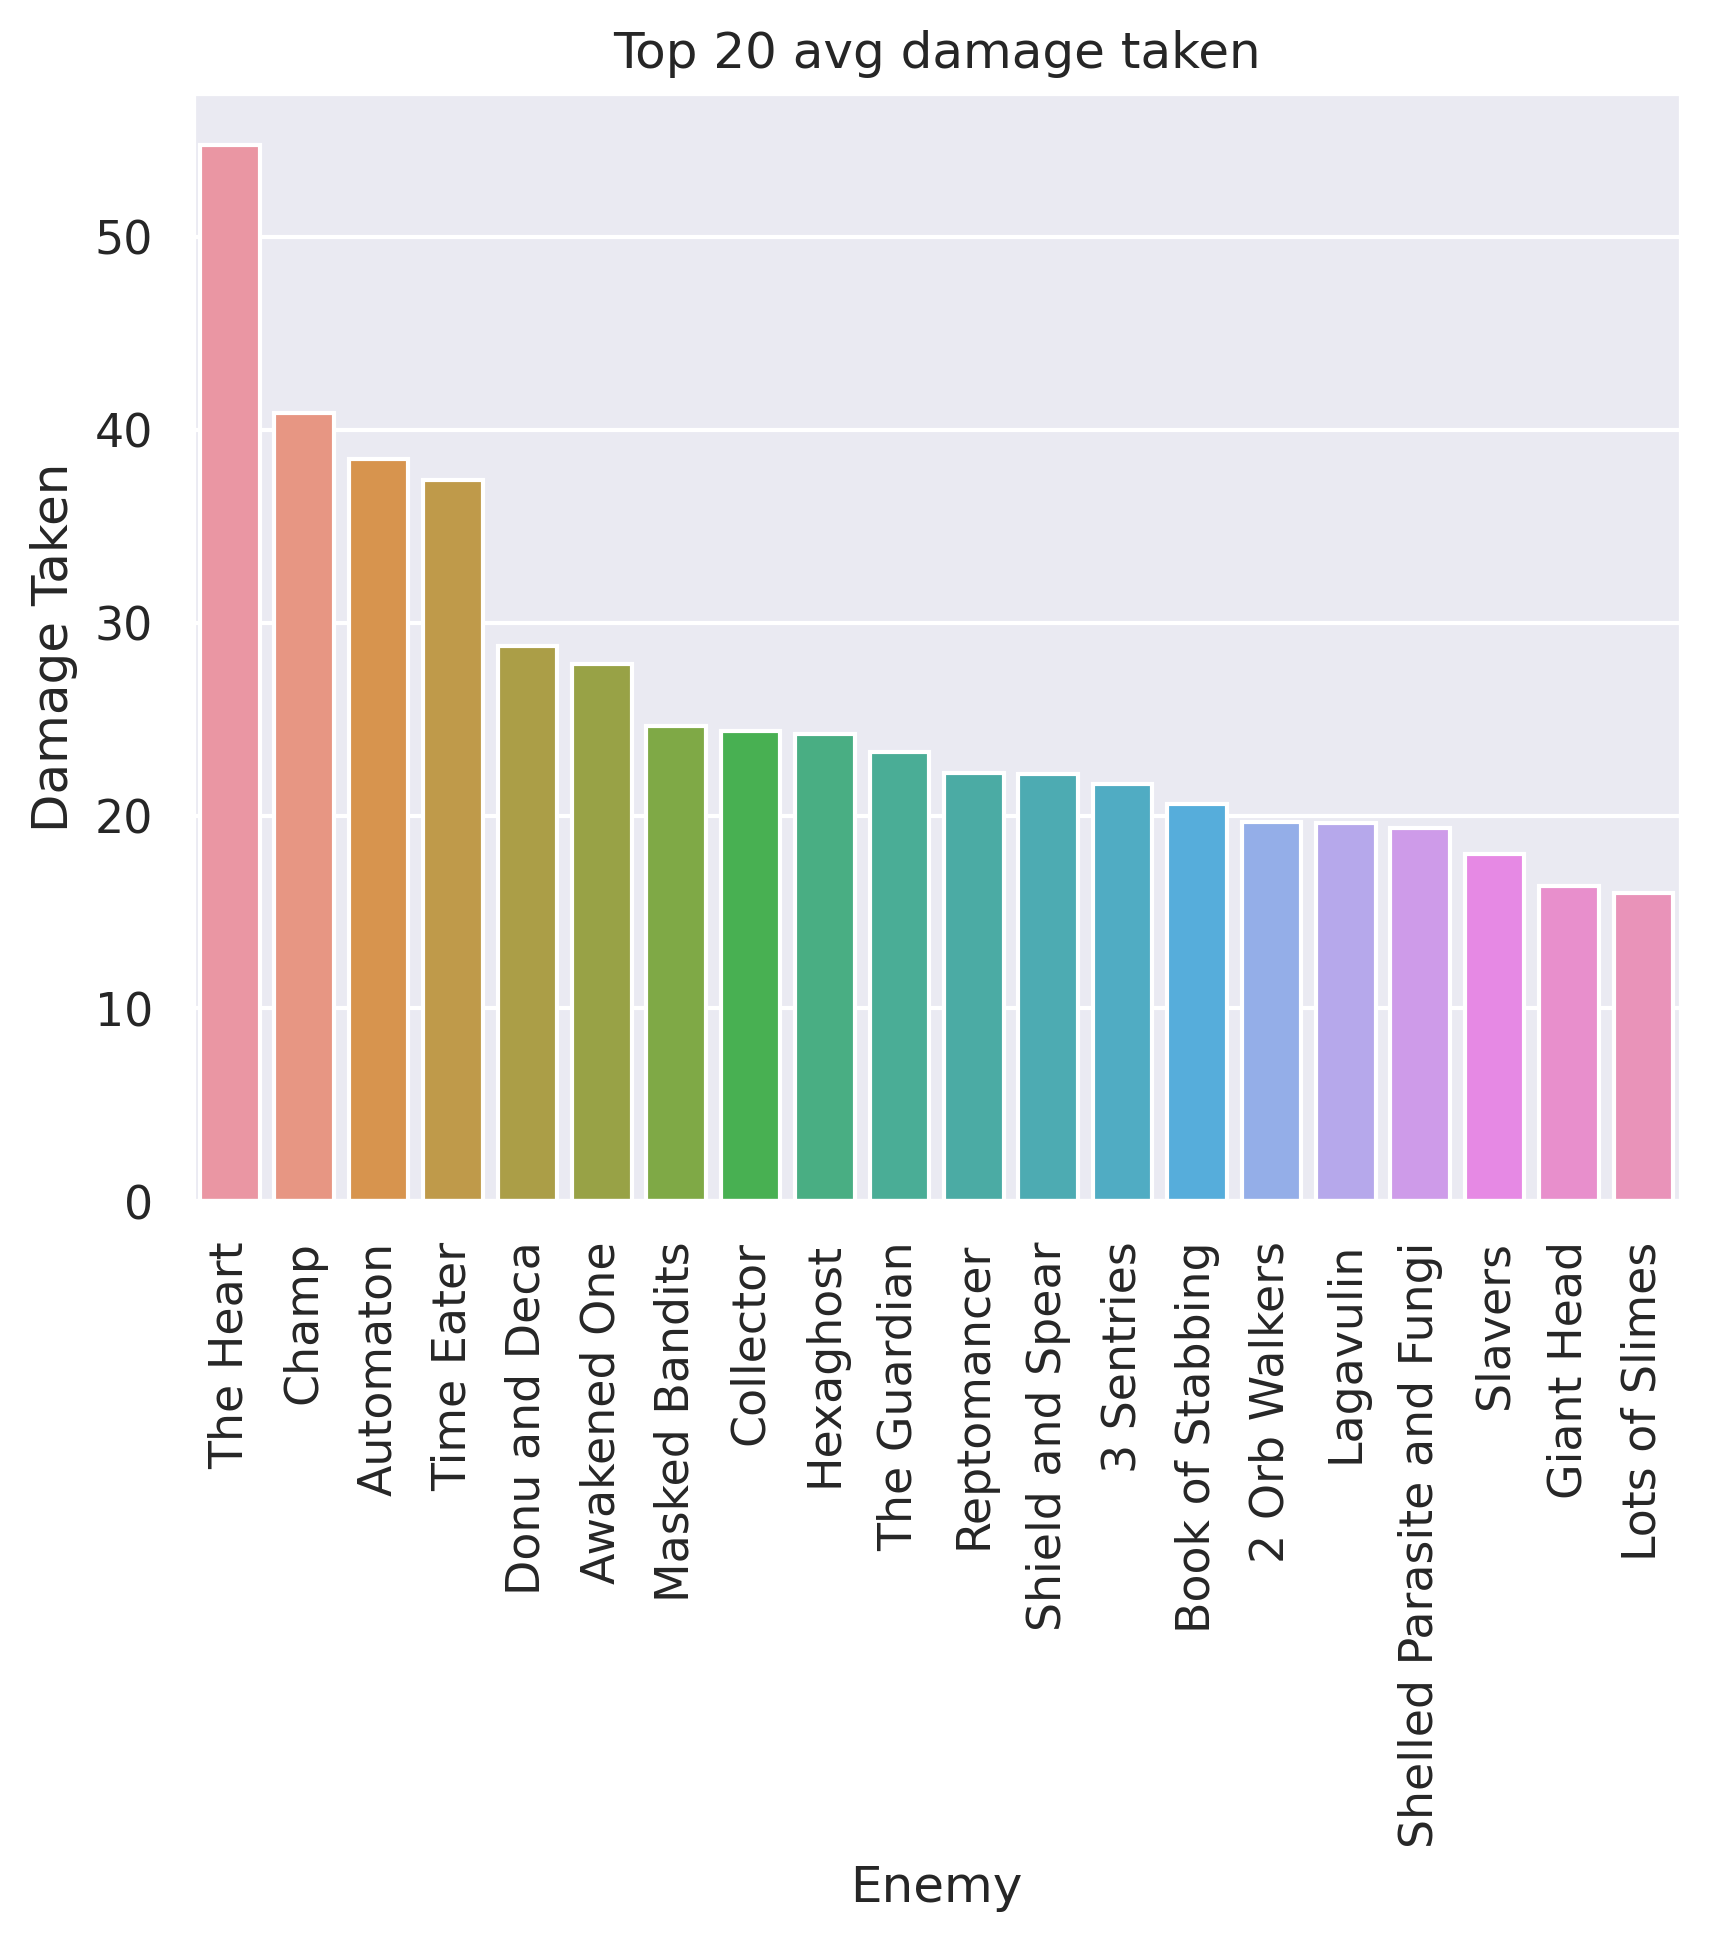 Top 20 avg damage taken
Damage Taken
50
40
30
20
10
0
The Heart
Champ
Automaton
Time Eater
Donu and Deca
Awakened One
Masked Bandits
Collector
Hexaghost
The Guardian
Reptomancer
Shield and Spear
3 Sentries
Book of Stabbing
2 Orb Walkers
Lagavulin
Shelled Parasite and Fungi
Slavers
Giant Head
Lots of Slimes
Enemy